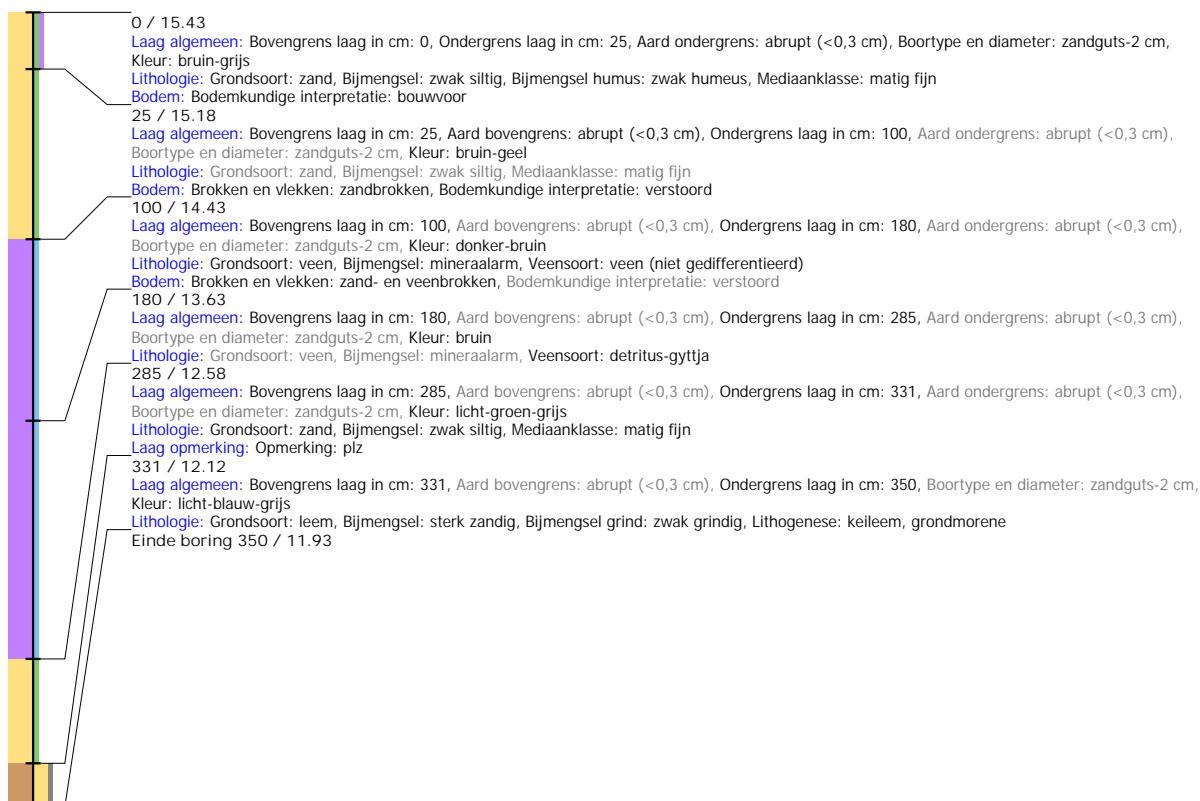 0 / 15.43
Laag algemeen: Bovengrens laag in cm: 0, Ondergrens laag in cm: 25, Aard ondergrens: abrupt (<0,3 cm), Boortype en diameter: zandguts-2 cm,
Kleur: bruin-grijs
Lithologie: Grondsoort: zand, Bijmengsel: zwak siltig, Bijmengsel humus: zwak humeus, Mediaanklasse: matig fijn
Bodem: Bodemkundige interpretatie: bouwvoor
25 / 15.18
Laag algemeen: Bovengrens laag in cm: 25, Aard bovengrens: abrupt (<0,3 cm), Ondergrens laag in cm: 100, Aard ondergrens: abrupt (<0,3 cm),
Boortype en diameter: zandguts-2 cm, Kleur: bruin-geel
Lithologie: Grondsoort: zand, Bijmengsel: zwak siltig, Mediaanklasse: matig fijn
Bodem: Brokken en vlekken: zandbrokken, Bodemkundige interpretatie: verstoord
100 / 14.43
Laag algemeen: Bovengrens laag in cm: 100, Aard bovengrens: abrupt (<0,3 cm), Ondergrens laag in cm: 180, Aard ondergrens: abrupt (<0,3 cm),
Boortype en diameter: zandguts-2 cm, Kleur: donker-bruin
Lithologie: Grondsoort: veen, Bijmengsel: mineraalarm, Veensoort: veen (niet gedifferentieerd)
Bodem: Brokken en vlekken: zand- en veenbrokken, Bodemkundige interpretatie: verstoord
180 / 13.63
Laag algemeen: Bovengrens laag in cm: 180, Aard bovengrens: abrupt (<0,3 cm), Ondergrens laag in cm: 285, Aard ondergrens: abrupt (<0,3 cm),
Boortype en diameter: zandguts-2 cm, Kleur: bruin
Lithologie: Grondsoort: veen, Bijmengsel: mineraalarm, Veensoort: detritus-gyttja
285 / 12.58
Laag algemeen: Bovengrens laag in cm: 285, Aard bovengrens: abrupt (<0,3 cm), Ondergrens laag in cm: 331, Aard ondergrens: abrupt (<0,3 cm),
Boortype en diameter: zandguts-2 cm, Kleur: licht-groen-grijs
Lithologie: Grondsoort: zand, Bijmengsel: zwak siltig, Mediaanklasse: matig fijn
Laag opmerking: Opmerking: plz
331 / 12.12
Laag algemeen: Bovengrens laag in cm: 331, Aard bovengrens: abrupt (<0,3 cm), Ondergrens laag in cm: 350, Boortype en diameter: zandguts-2 cm,
Kleur: licht-blauw-grijs
Lithologie: Grondsoort: leem, Bijmengsel: sterk zandig, Bijmengsel grind: zwak grindig, Lithogenese: keileem, grondmorene
Einde boring 350 / 11.93